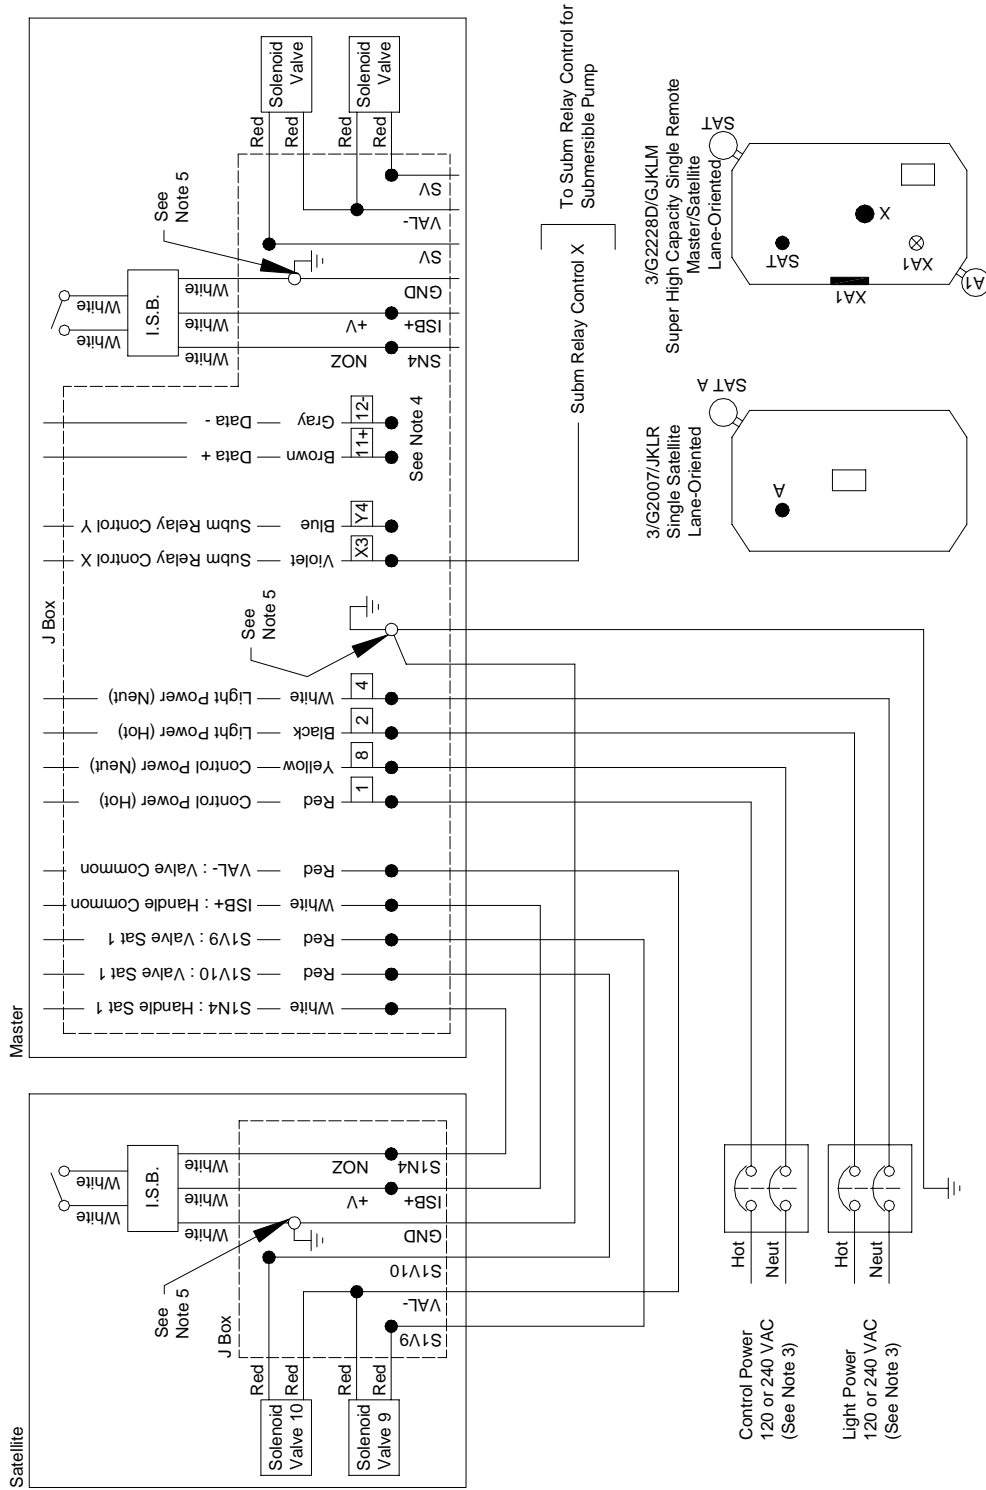 Satellite
Solenoid
Valve 10
Solenoid
Valve 9
Red
Red
Red
Red
J Box
See
Note 5
S1V9
VAL-
S1V10
GND
ISB+
S1N4
+V
NOZ
White
White
White
I.S.B.
White
White
Master
J Box
S1N4 : Handle Sat 1
White
S1V10 : Valve Sat 1
Red
S1V9 : Valve Sat 1
Red
ISB+ : Handle Common
White
VAL- : Valve Common
Red
Control Power (Hot)
Red
1
Control Power (Neut)
Yellow
8
Light Power (Hot)
Black
2
Light Power (Neut)
White
4
See
Note 5
Subm Relay Control X
Violet
X3
Subm Relay Control Y
Blue
Y4
Data +
Brown
11+
Data -
Gray
12-
See Note 4
White
White
I.S.B.
White
White
White
NOZ
+V
SN4
ISB+
GND
SV
VAL-
SV
See
Note 5
Red
Red
Red
Red
Solenoid
Valve
Solenoid
Valve
Subm Relay Control X
To Subm Relay Control for
Submersible Pump
Hot
Neut
Control Power
120 or 240 VAC
(See Note 3)
Hot
Neut
Light Power
120 or 240 VAC
(See Note 3)
3/G2007/JKLR
Single Satellite
Lane-Oriented
A
SAT A
3/G2228D/GJKLM
Super High Capacity Single Remote
Master/Satellite
Lane-Oriented
SAT
SAT
X
XA1
XA1
A1